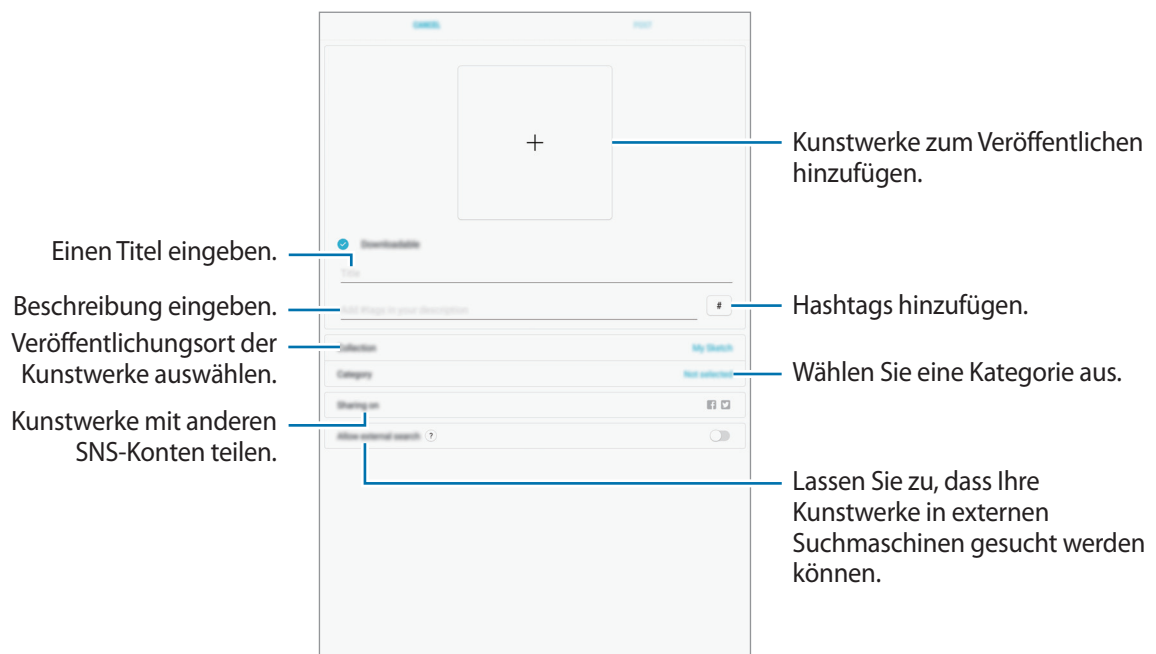 CANCEL
POST
Kunstwerke zum Veröffentlichen
hinzufügen.
Downloadable
Einen Titel eingeben.
Title
Beschreibung eingeben.
Add #tags in your description
#
Hashtags hinzufügen.
Veröffentlichungsort der
Kunstwerke auswählen.
Collection
My Sketch
Category
Not selected
Wählen Sie eine Kategorie aus.
Kunstwerke mit anderen
SNS-Konten teilen.
Sharing on
Allow external search ?
Lassen Sie zu, dass Ihre
Kunstwerke in externen
Suchmaschinen gesucht werden
können.